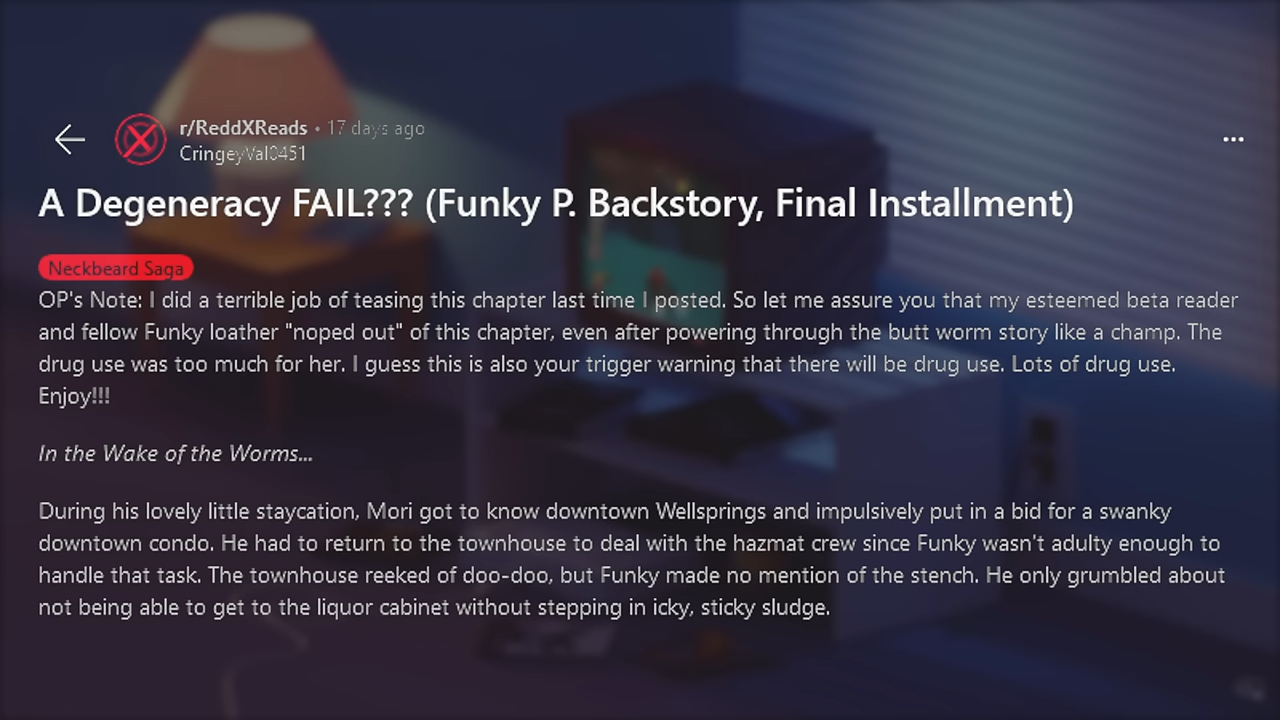 r/ReddXReads • 17 days ago
CringeyVal0451
A Degeneracy FAIL??? (Funky P. Backstory, Final Installment)
Neckbeard Saga
OP's Note: I did a terrible job of teasing this chapter last time I posted. So let me assure you that my esteemed beta reader
and fellow Funky loather "noped out" of this chapter, even after powering through the butt worm story like a champ. The
drug use was too much for her. I guess this is also your trigger warning that there will be drug use. Lots of drug use.
Enjoy!!!
In the Wake of the Worms...
During his lovely little staycation, Mori got to know downtown Wellsprings and impulsively put in a bid for a swanky
downtown condo. He had to return to the townhouse to deal with the hazmat crew since Funky wasn't adulty enough to
handle that task. The townhouse reeked of doo-doo, but Funky made no mention of the stench. He only grumbled about
not being able to get to the liquor cabinet without stepping in icky, sticky sludge.